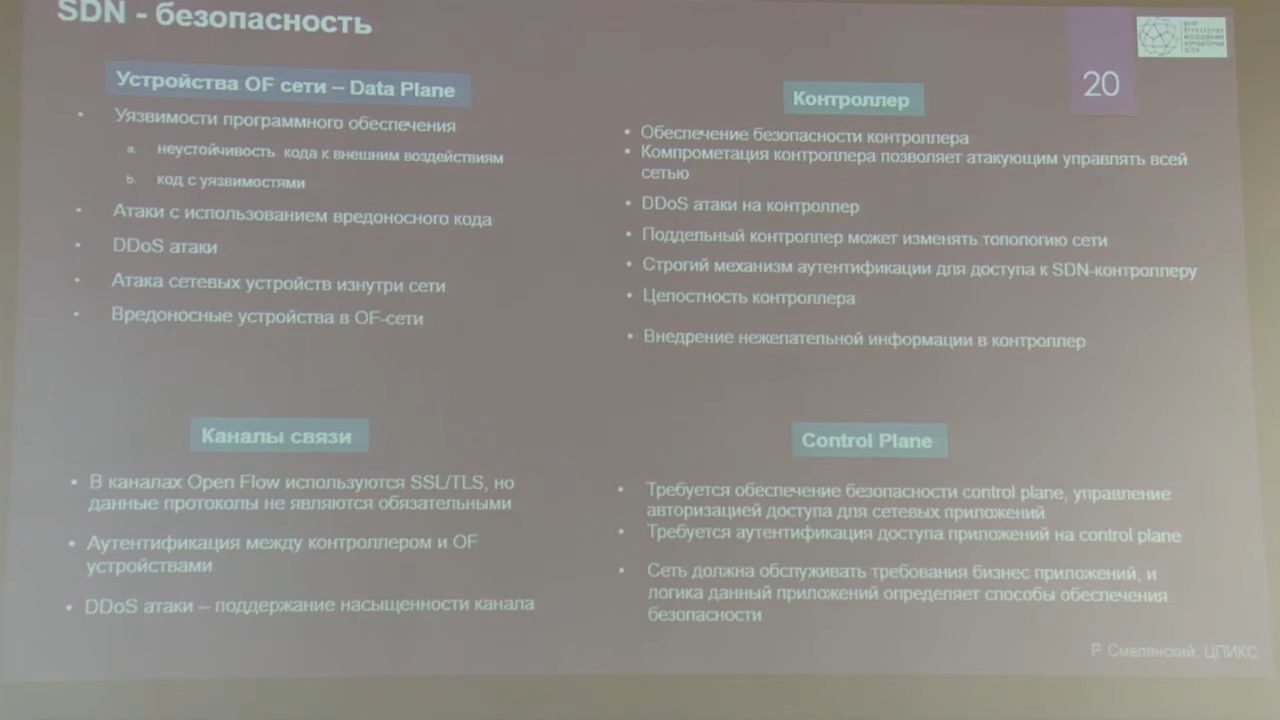 SDN - безопасность
20
Устройства OF сети – Data Plane
• Уязвимости программного обеспечения
a. неустойчивость кода к внешним воздействиям
b. код с уязвимостями
• Атаки с использованием вредоносного кода
• DDoS атаки
• Атака сетевых устройств изнутри сети
• Вредоносные устройства в OF-сети
Контроллер
• Обеспечение безопасности контроллера
• Компрометация контроллера позволяет атакующим управлять всей
сетью
• DDoS атаки на контроллер
• Поддельный контроллер может изменять топологию сети
• Строгий механизм аутентификации для доступа к SDN-контроллеру
• Целостность контроллера
• Внедрение нежелательной информации в контроллер
Каналы связи
• В каналах Open Flow используются SSL/TLS, но
данные протоколы не являются обязательными
• Аутентификация между контроллером и OF
устройствами
• DDoS атаки – поддержание насыщенности канала
Control Plane
• Требуется обеспечение безопасности control plane, управление
авторизацией доступа для сетевых приложений
• Требуется аутентификация доступа приложений на control plane
• Сеть должна обслуживать требования бизнес приложений, и
логика данный приложений определяет способы обеспечения
безопасности
Р. Смелянский, ЦПИКС